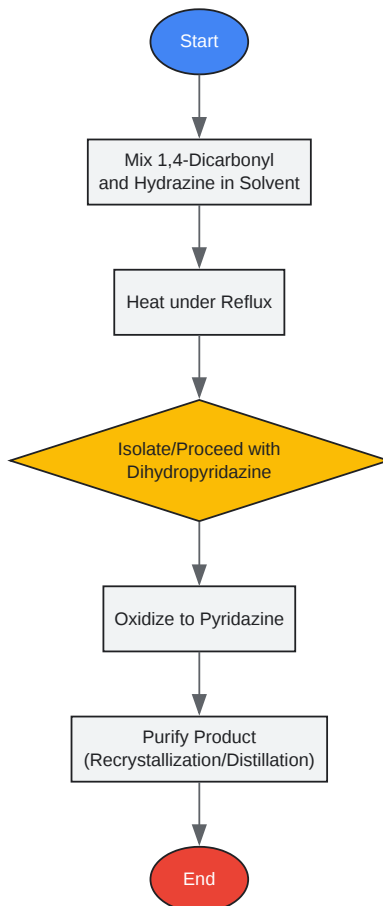 Start
Mix 1,4-Dicarbonyl
and Hydrazine in Solvent
Heat under Reflux
Isolate/Proceed with
Dihydropyridazine
Oxidize to Pyridazine
Purify Product
(Recrystallization/Distillation)
End